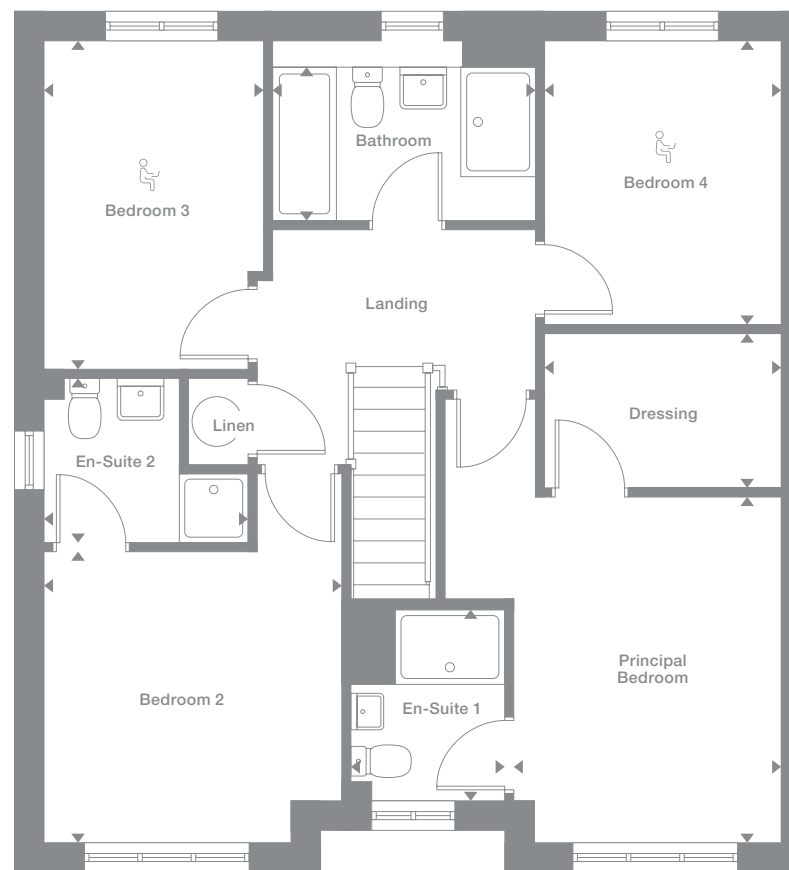 Bathroom
Bedroom 4
Bedroom 3
Landing
Dressing
Linen
En-Suite 2
Principal
Bedroom
Bedroom 2
En-Suite 1